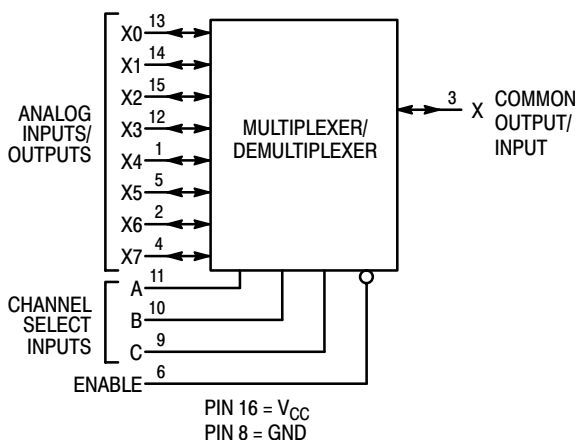 X0 13
X1 14
X2 15
X3 12
X4 1
X5 5
X6 2
X7 4
ANALOG
INPUTS/
OUTPUTS
MULTIPLEXER/
DEMULTIPLEXER
3 X COMMON
OUTPUT/
INPUT
A 11
B 10
C 9
CHANNEL
SELECT
INPUTS
ENABLE 6
PIN 16 = VCC
PIN 8 = GND